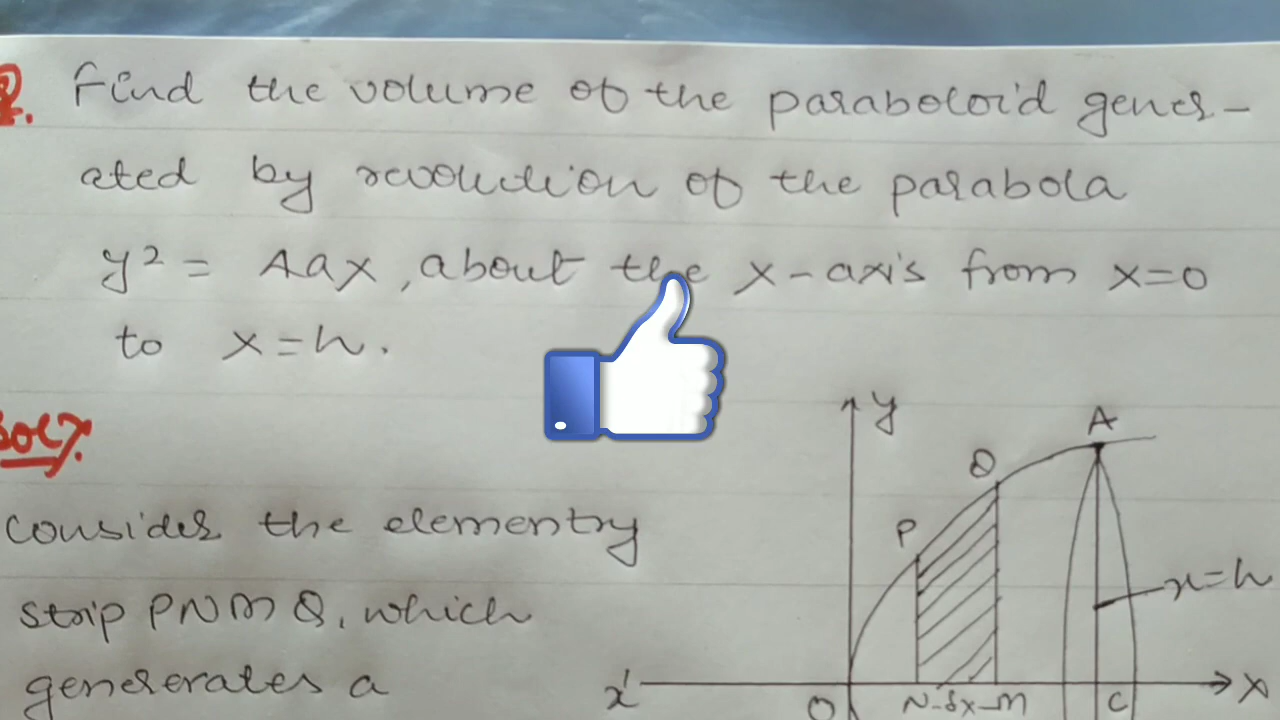 Q. Find the volume of the paraboloid gener-
ated by revolution of the parabola
y² = 4ax, about the x-axis from x=0
to x=h.
Solⁿ.
Consider the elementry
strip PNMQ, which
genererates a
y
A
Q
P
x=h
x'
O
N-δx-M
C
X